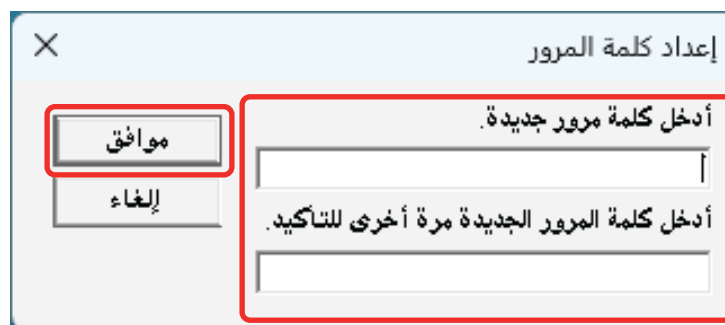 إعداد كلمة المرور
أدخل كلمة مرور جديدة.
أدخل كلمة المرور الجديدة مرة أخرى للتأكيد.
موافق
إلغاء